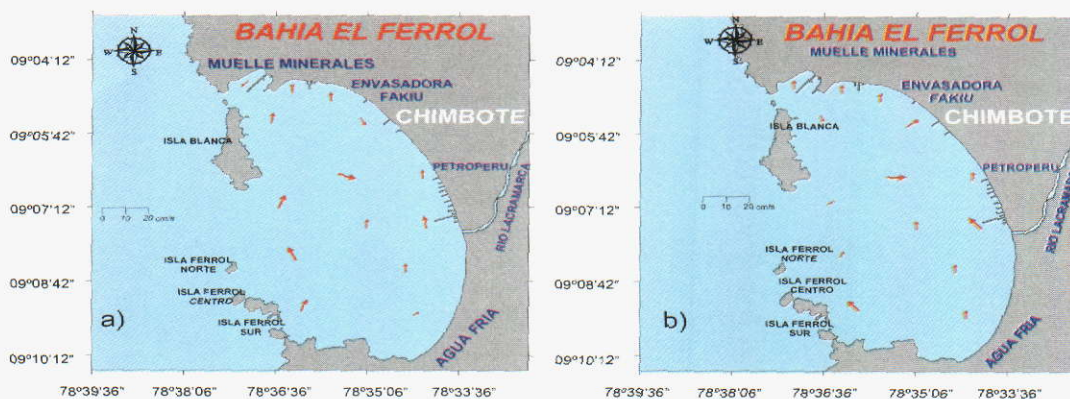 BAHIA EL FERROL
N
W E
S
09°04'12"
MUELLE MINERALES
ENVASADORA
FAKIU
CHIMBOTE
09°05'42"
ISLA BLANCA
PETROPERU
RIO LACRAMARCA
09°07'12"
0 10 20 cm/s
ISLA FERROL
NORTE
09°08'42"
ISLA FERROL
CENTRO
a)
ISLA FERROL
SUR
AGUA FRIA
09°10'12"
78°39'36" 78°38'06" 78°36'36" 78°35'06" 78°33'36"
BAHIA EL FERROL
N
W E
S
MUELLE MINERALES
09°04'12"
ENVASADORA
FAKIU
CHIMBOTE
ISLA BLANCA
09°05'42"
PETROPERU
RIO LACRAMARCA
0 10 20 cm/s
09°07'12"
ISLA FERROL
NORTE
ISLA FERROL
CENTRO
09°08'42"
b)
ISLA FERROL
SUR
AGUA FRIA
09°10'12"
78°39'36" 78°38'06" 78°36'36" 78°35'06" 78°33'36"